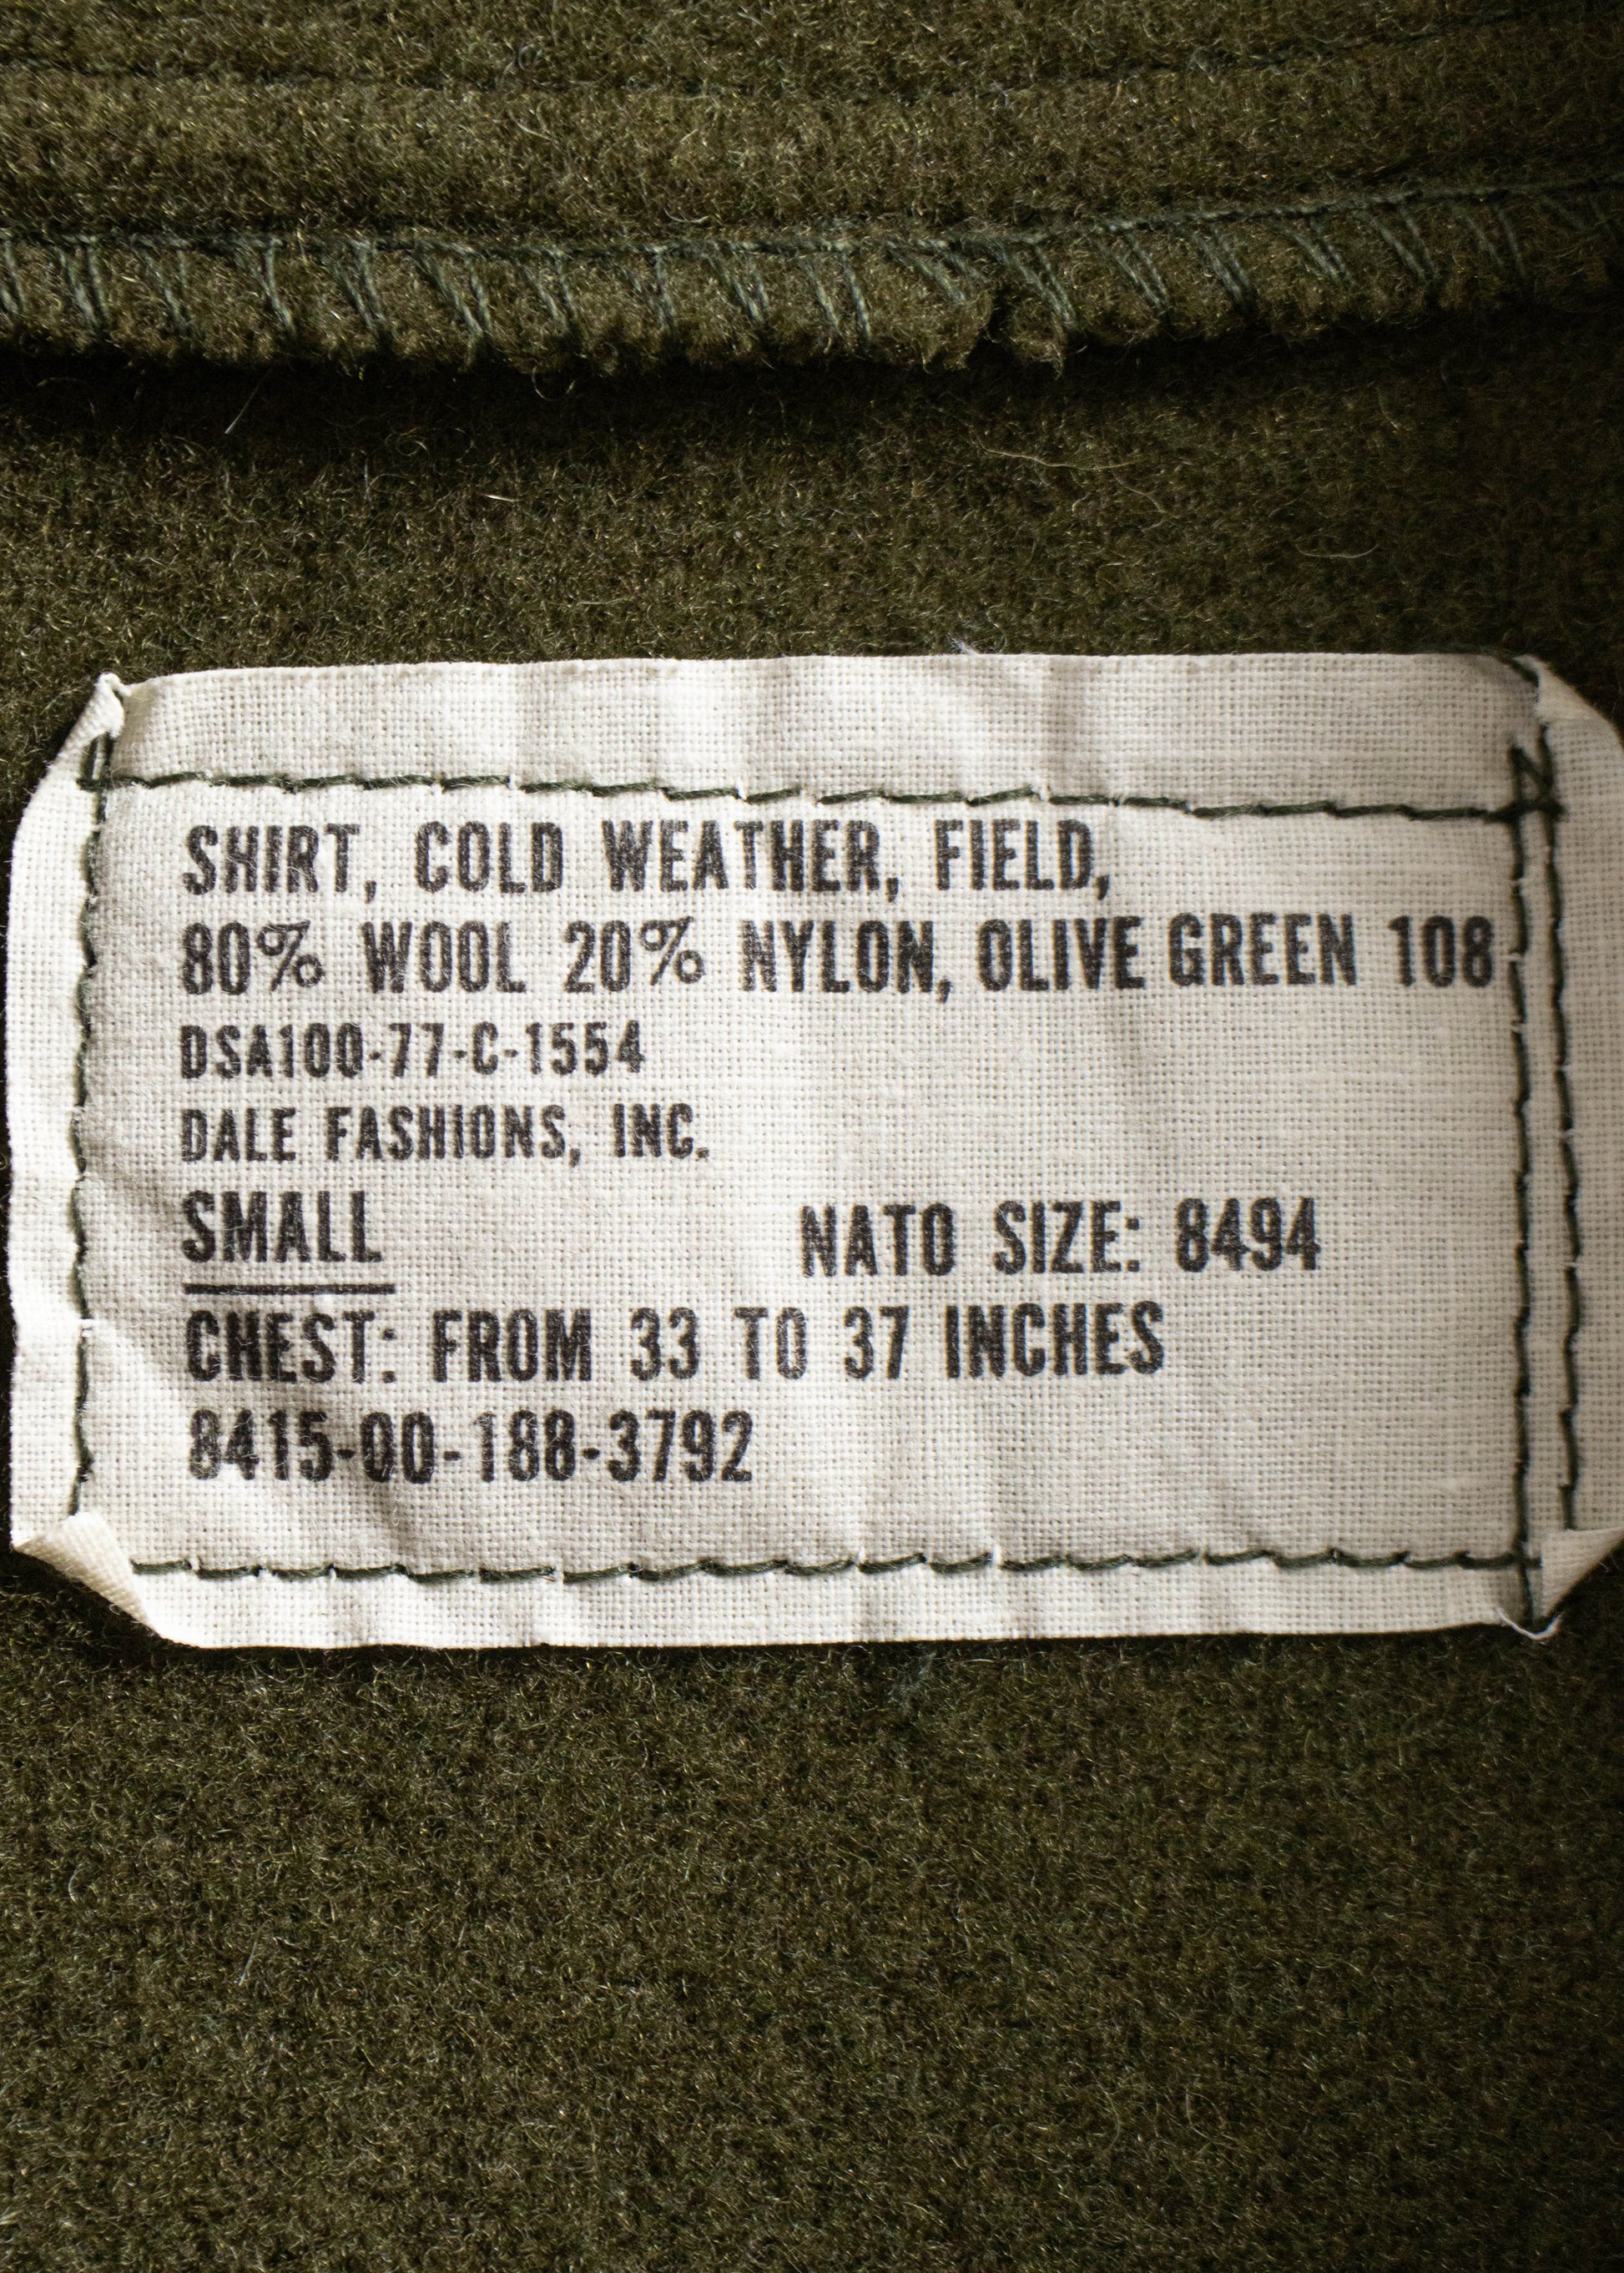 SHIRT, COLD WEATHER, FIELD,
80% WOOL 20% NYLON, OLIVE GREEN 108
DSA100-77-C-1554
DALE FASHIONS, INC.
SMALL NATO SIZE: 8494
CHEST: FROM 33 TO 37 INCHES
8415-00-188-3792